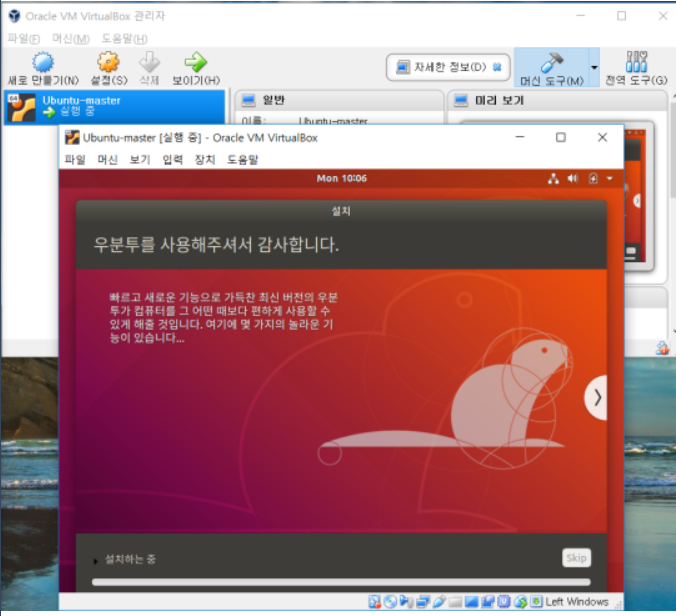 Oracle VM VirtualBox 관리자
파일(F) 머신(M) 도움말(H)
새로 만들기(N) 설정(S) 삭제 보이기(H) 자세한 정보(D) 머신 도구(M) 전역 도구(G)
64
Ubuntu-master
실행 중
일반
미리 보기
이름: Ubuntu-master
Ubuntu-master [실행 중] - Oracle VM VirtualBox
파일 머신 보기 입력 장치 도움말
Mon 10:06
설치
우분투를 사용해주셔서 감사합니다.
빠르고 새로운 기능으로 가득찬 최신 버전의 우분
투가 컴퓨터를 그 어떤 때보다 편하게 사용할 수
있게 해줄 것입니다. 여기에 몇 가지의 놀라운 기
능이 있습니다...
설치하는 중
Skip
Left Windows